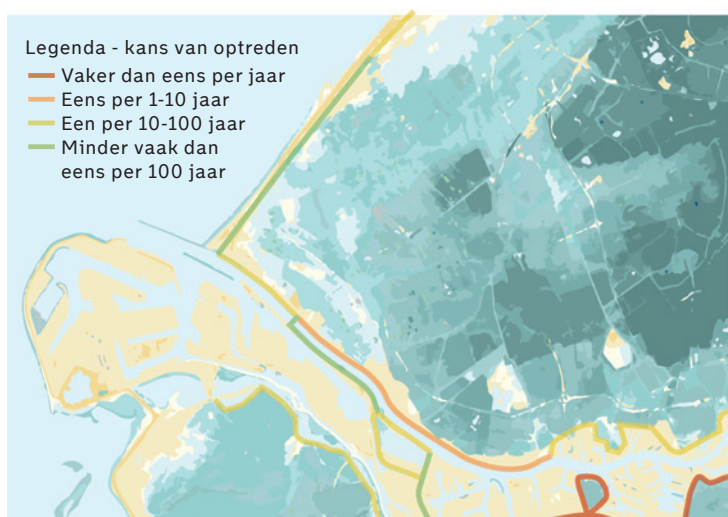 Legenda - kans van optreden
Vaker dan eens per jaar
Eens per 1-10 jaar
Een per 10-100 jaar
Minder vaak dan
eens per 100 jaar